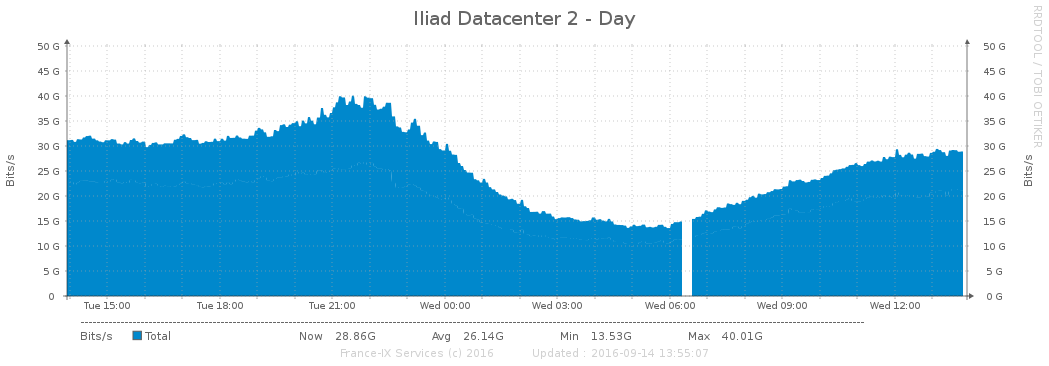 Iliad Datacenter 2 - Day
RRDTOOL / TOBI OETIKER
Bits/s
50 G
45 G
40 G
35 G
30 G
25 G
20 G
15 G
10 G
5 G
0
50 G
45 G
40 G
35 G
30 G
25 G
20 G
15 G
10 G
5 G
0 G
Bits/s
Tue 15:00 Tue 18:00 Tue 21:00 Wed 00:00 Wed 03:00 Wed 06:00 Wed 09:00 Wed 12:00
Bits/s Total Now 28.86G Avg 26.14G Min 13.53G Max 40.01G
France-IX Services (c) 2016 Updated : 2016-09-14 13:55:07